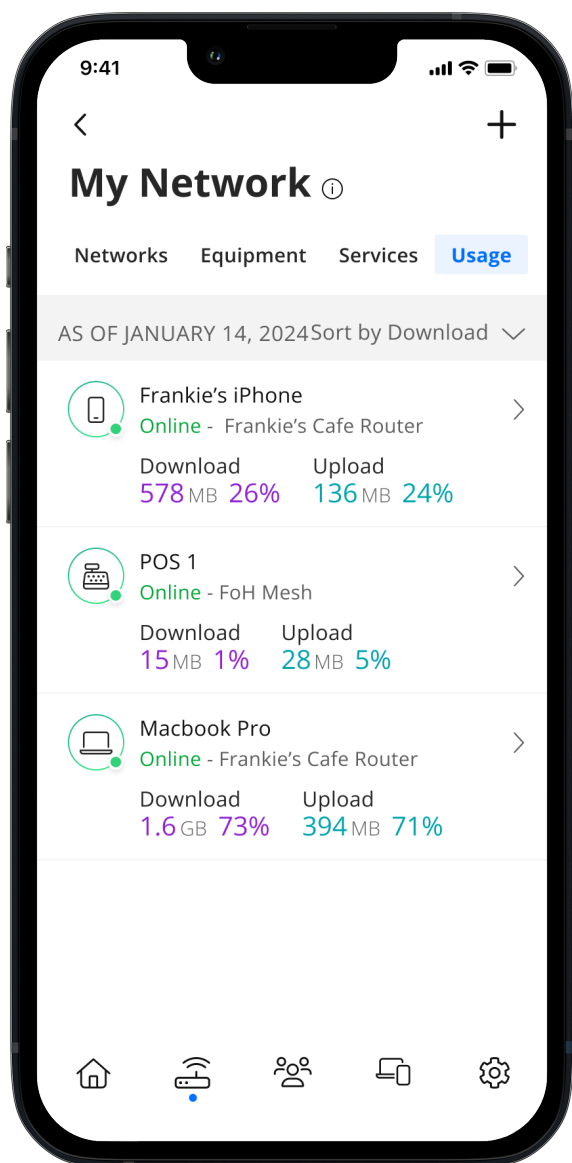 9:41
My Network
Networks Equipment Services Usage
AS OF JANUARY 14, 2024 Sort by Download
Frankie’s iPhone
Online - Frankie’s Cafe Router
Download Upload
578 MB 26% 136 MB 24%
POS 1
Online - FoH Mesh
Download Upload
15 MB 1% 28 MB 5%
Macbook Pro
Online - Frankie’s Cafe Router
Download Upload
1.6 GB 73% 394 MB 71%